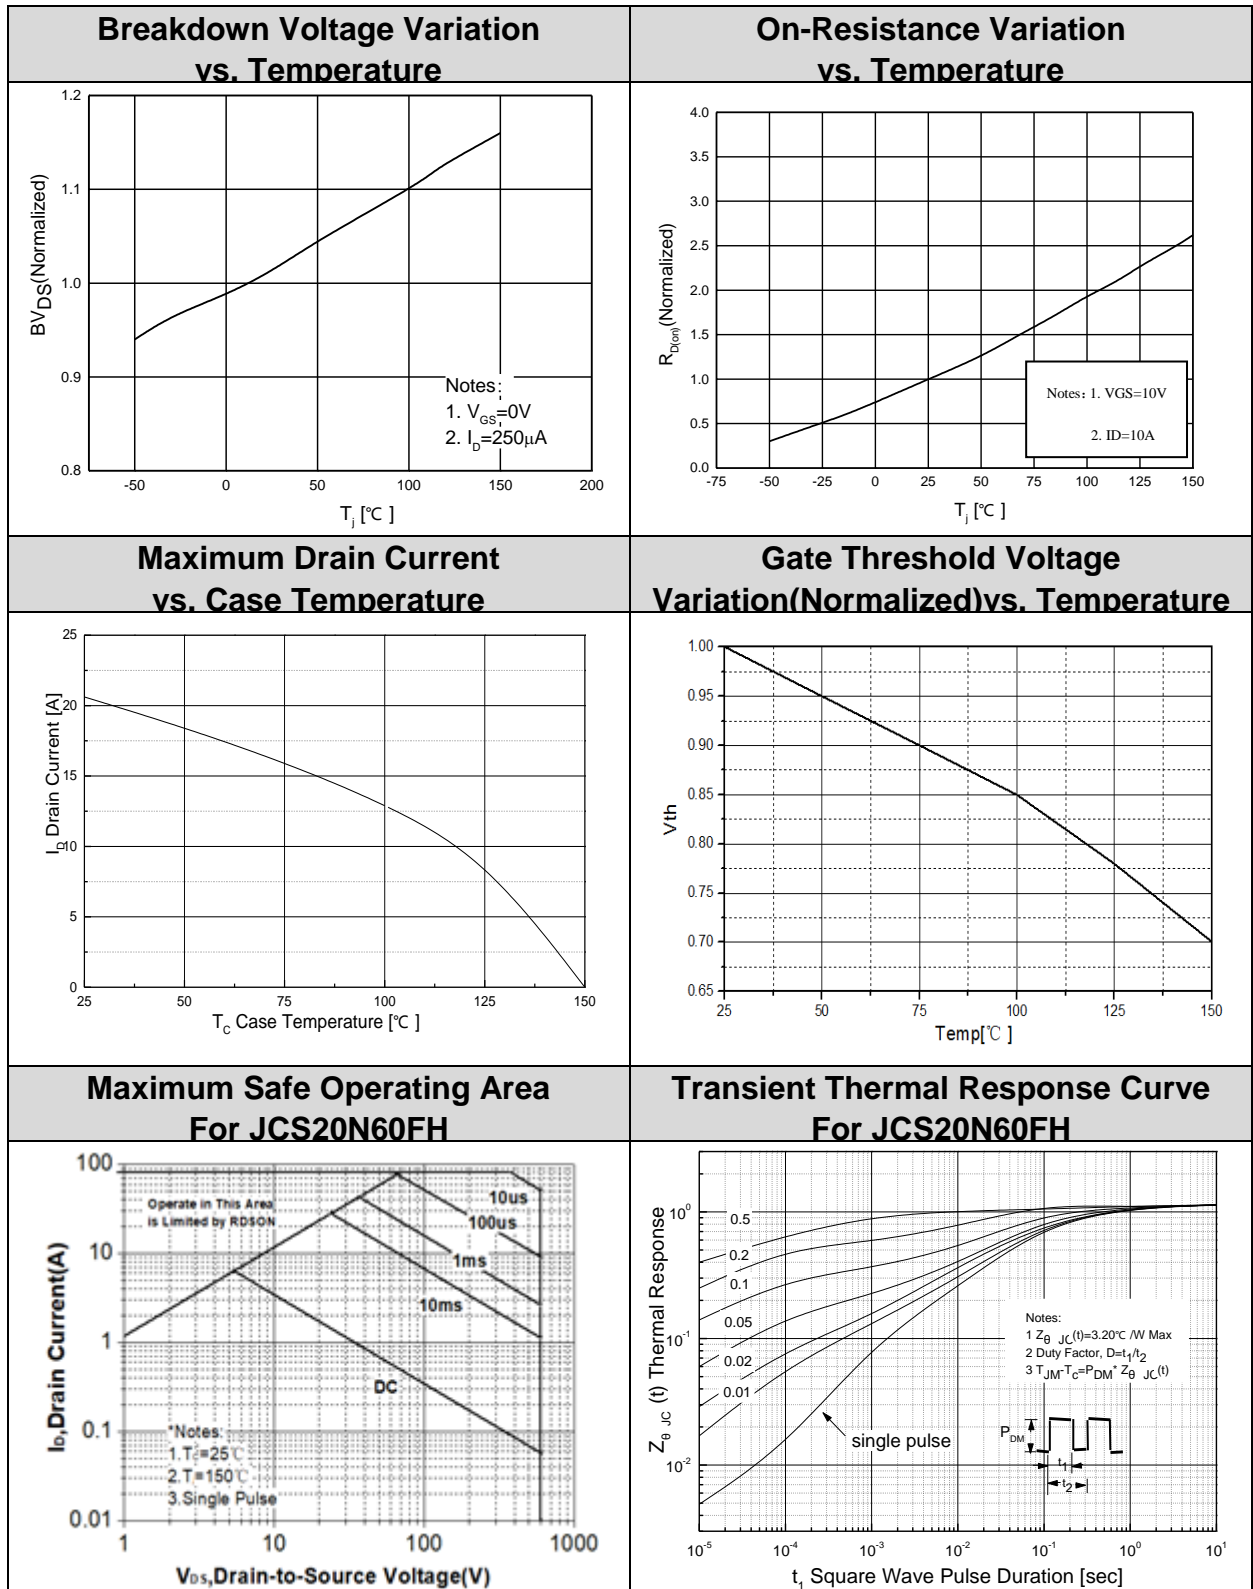 Breakdown Voltage Variation
vs. Temperature
1.2
1.1
1.0
0.9
0.8
BVDS(Normalized)
Notes:
1. VGS=0V
2. ID=250μA
-50
0
50
100
150
200
Tj [℃ ]
On-Resistance Variation
vs. Temperature
4.0
3.5
3.0
2.5
2.0
1.5
1.0
0.5
0.0
RD(on)(Normalized)
Notes: 1. VGS=10V
2. ID=10A
-75
-50
-25
0
25
50
75
100
125
150
Tj [℃ ]
Maximum Drain Current
vs. Case Temperature
25
20
15
10
5
0
ID Drain Current [A]
25
50
75
100
125
150
TC Case Temperature [℃ ]
Gate Threshold Voltage
Variation(Normalized)vs. Temperature
1.00
0.95
0.90
0.85
0.80
0.75
0.70
0.65
Vth
25
50
75
100
125
150
Temp[℃ ]
Maximum Safe Operating Area
For JCS20N60FH
100
10
1
0.1
0.01
ID,Drain Current(A)
Operate in This Area
is Limited by RDSON
10us
100us
1ms
10ms
DC
*Notes:
1.T=25℃
2.T=150℃
3.Single Pulse
1
10
100
1000
VDS,Drain-to-Source Voltage(V)
Transient Thermal Response Curve
For JCS20N60FH
10^0
10^-1
10^-2
Zθ JC (t) Thermal Response
0.5
0.2
0.1
0.05
0.02
0.01
single pulse
Notes:
1 Zθ JC(t)=3.20℃ /W Max
2 Duty Factor, D=t1/t2
3 TJM-Tc=PDM* Zθ JC(t)
PDM
t1
t2
10^-5
10^-4
10^-3
10^-2
10^-1
10^0
10^1
t1 Square Wave Pulse Duration [sec]